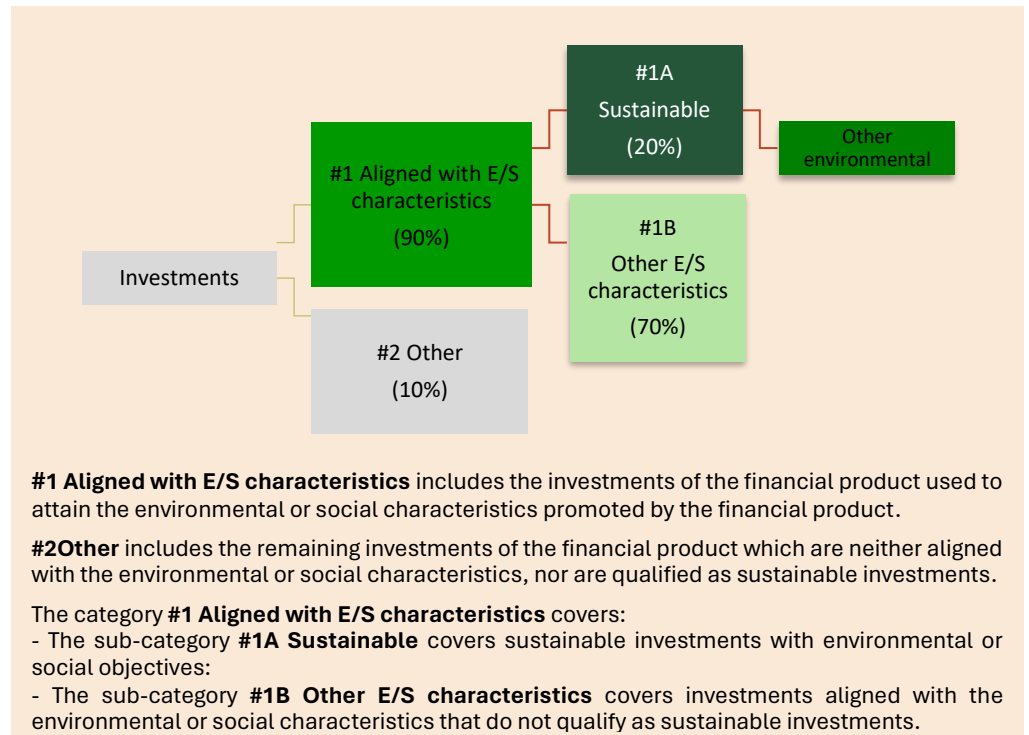 #1A
Sustainable
(20%)
Other
environmental
#1 Aligned with E/S
characteristics
(90%)
#1B
Other E/S
characteristics
(70%)
Investments
#2 Other
(10%)
#1 Aligned with E/S characteristics includes the investments of the financial product used to
attain the environmental or social characteristics promoted by the financial product.
#2Other includes the remaining investments of the financial product which are neither aligned
with the environmental or social characteristics, nor are qualified as sustainable investments.
The category #1 Aligned with E/S characteristics covers:
- The sub-category #1A Sustainable covers sustainable investments with environmental or
social objectives:
- The sub-category #1B Other E/S characteristics covers investments aligned with the
environmental or social characteristics that do not qualify as sustainable investments.